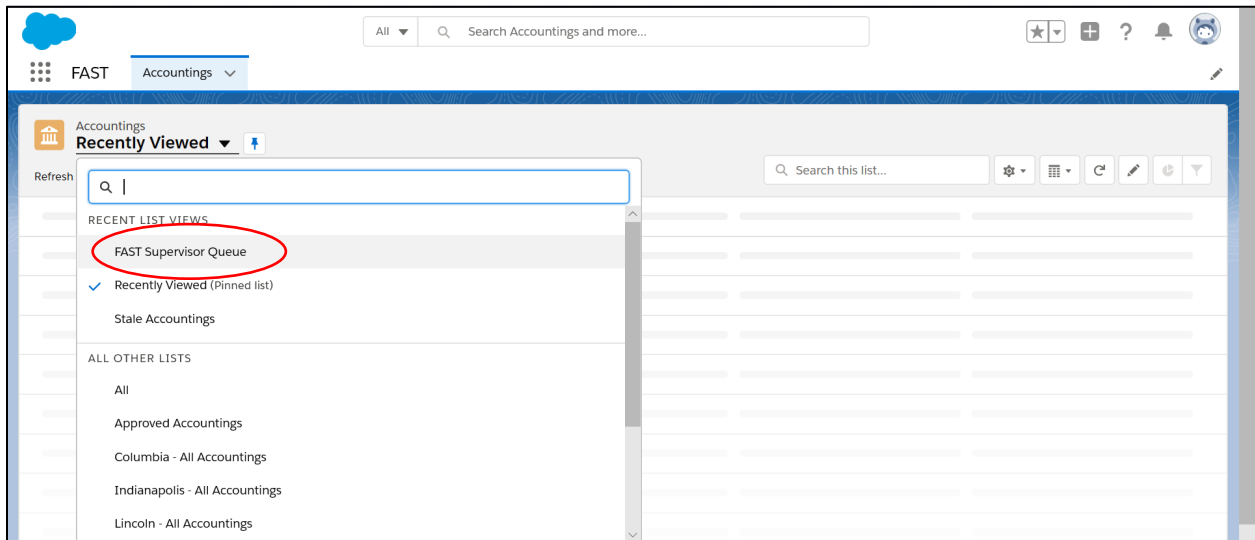 All
Search Accountings and more...
FAST
Accountings
Accountings
Recently Viewed
Refresh
Search this list...
RECENT LIST VIEWS
FAST Supervisor Queue
Recently Viewed (Pinned list)
Stale Accountings
ALL OTHER LISTS
All
Approved Accountings
Columbia - All Accountings
Indianapolis - All Accountings
Lincoln - All Accountings